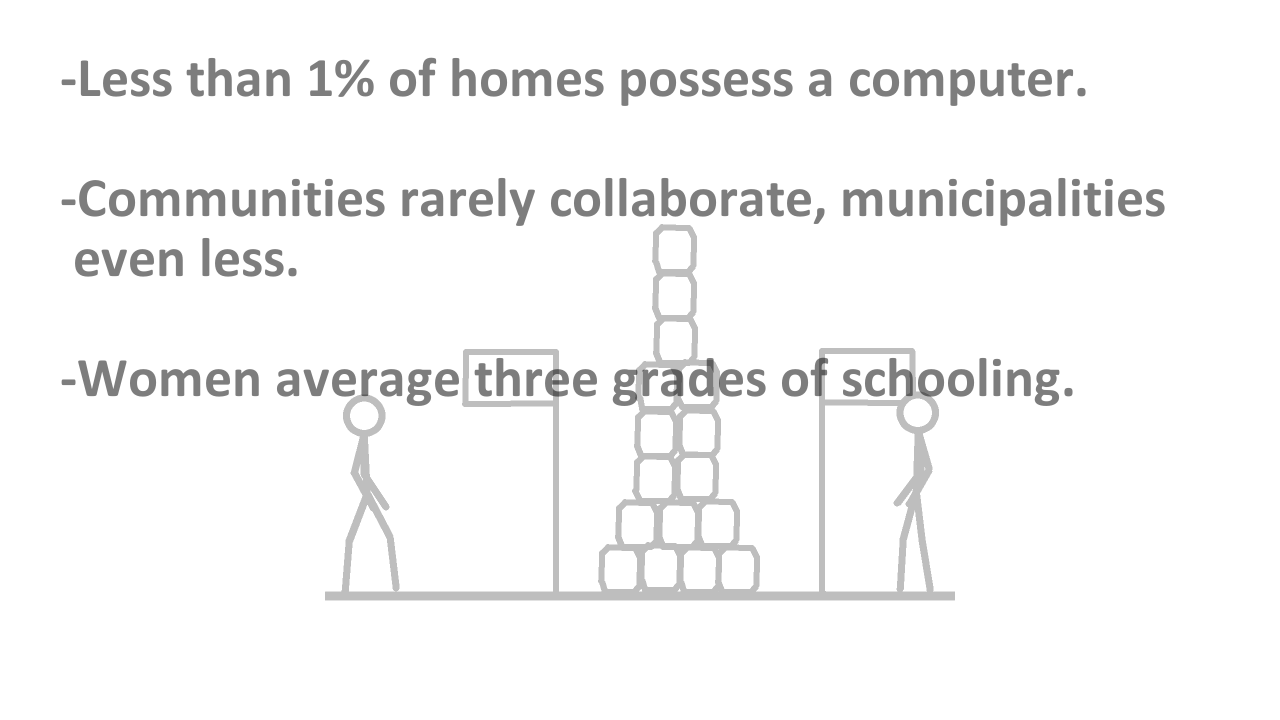 -Less than 1% of homes possess a computer.
-Communities rarely collaborate, municipalities
even less.
-Women average three grades of schooling.